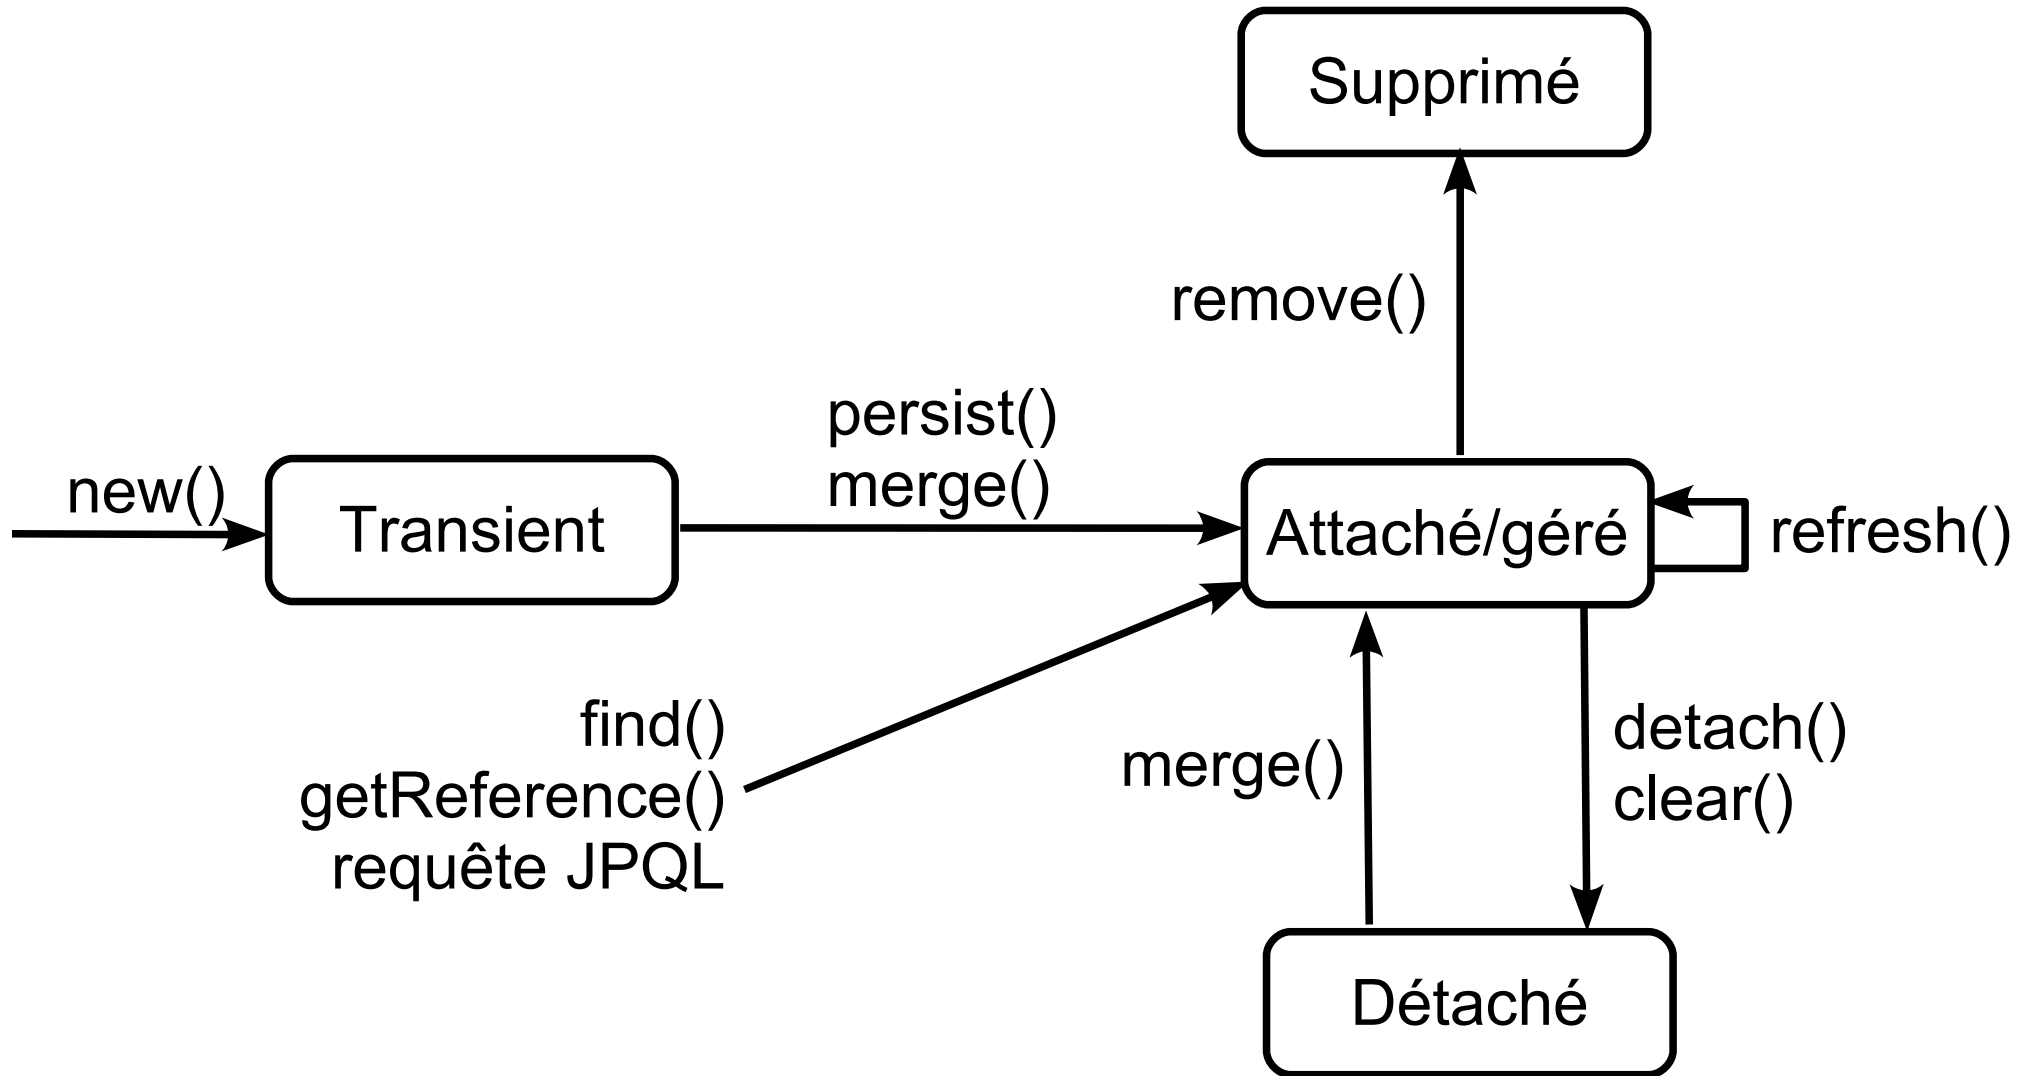 Supprimé
remove()
persist()
merge()
new()
Transient
Attaché/géré
refresh()
find()
getReference()
requête JPQL
merge()
detach()
clear()
Détaché